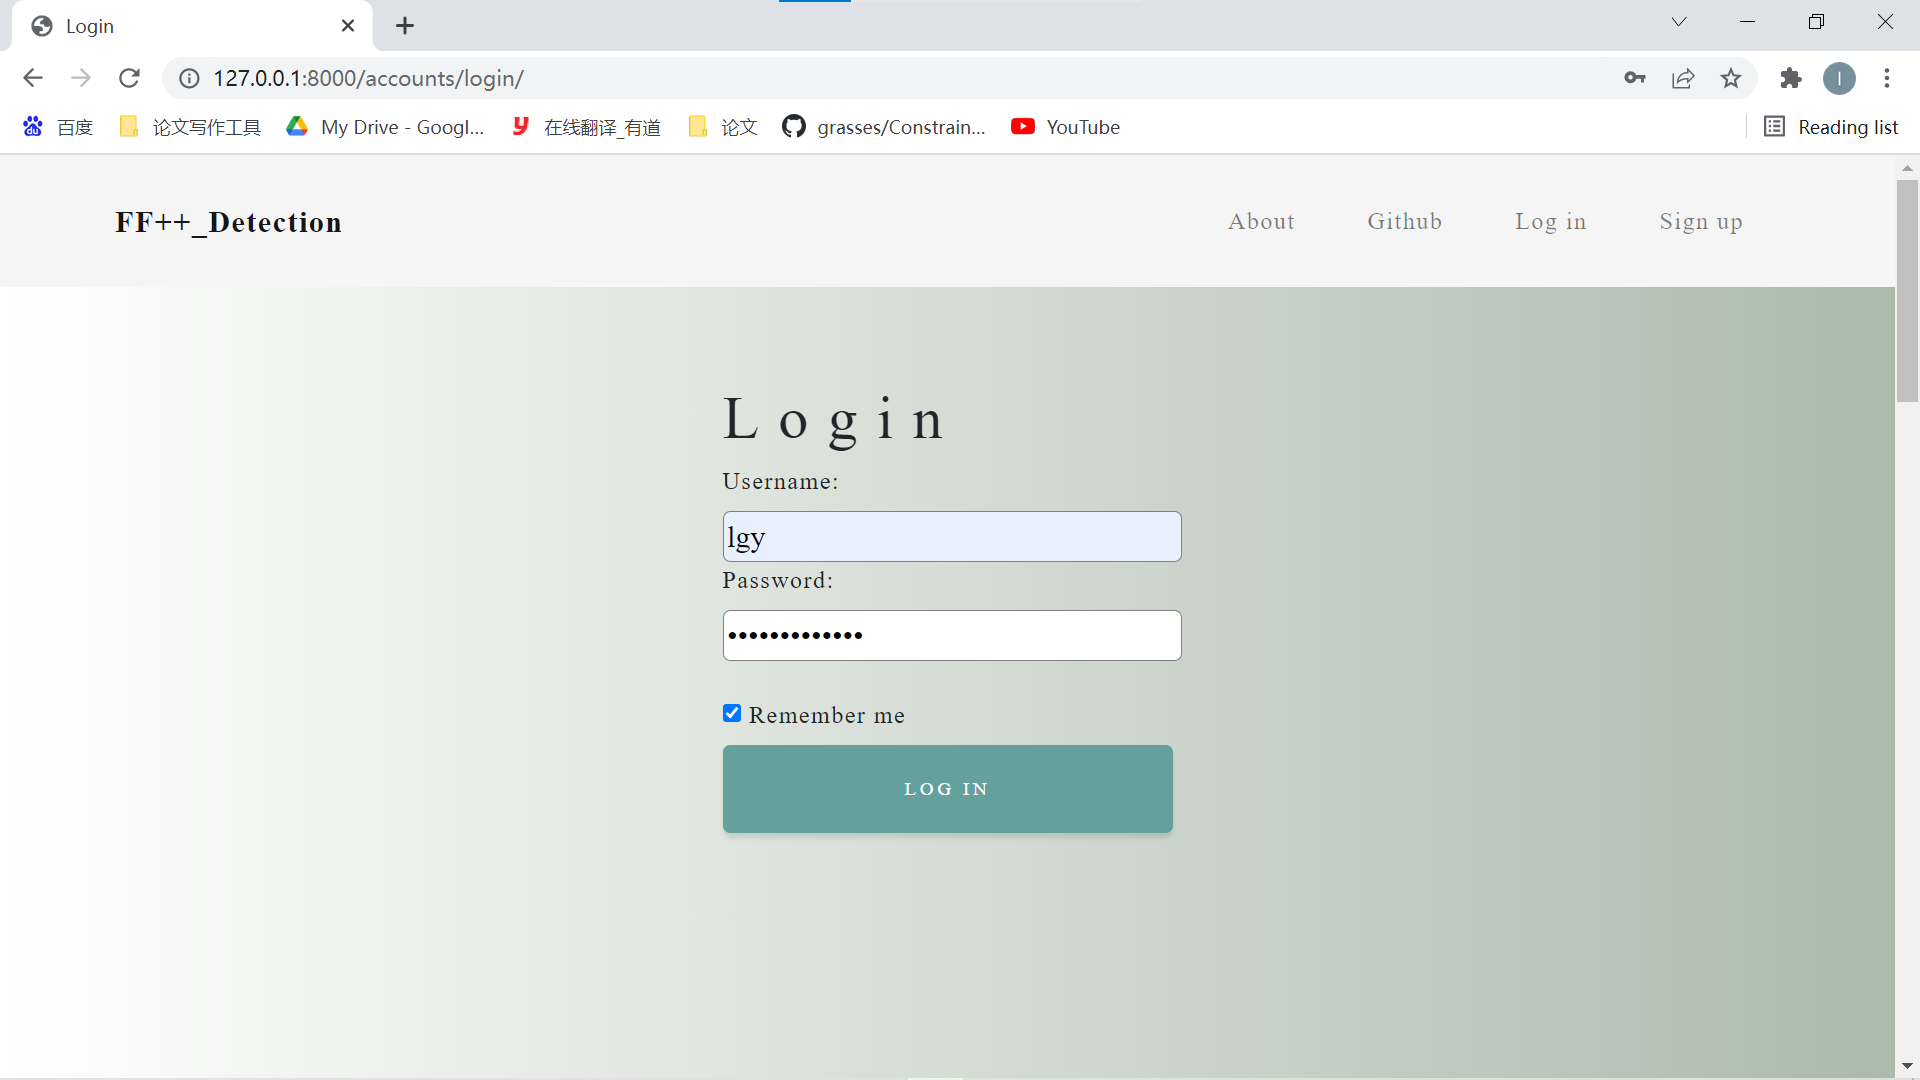 Login
127.0.0.1:8000/accounts/login/
I
百度 论文写作工具 My Drive - Googl... 在线翻译_有道 论文 grasses/Constrain... YouTube Reading list
FF++_Detection About Github Log in Sign up
Login
Username:
lgy
Password:
•••••••••••••
Remember me
LOG IN